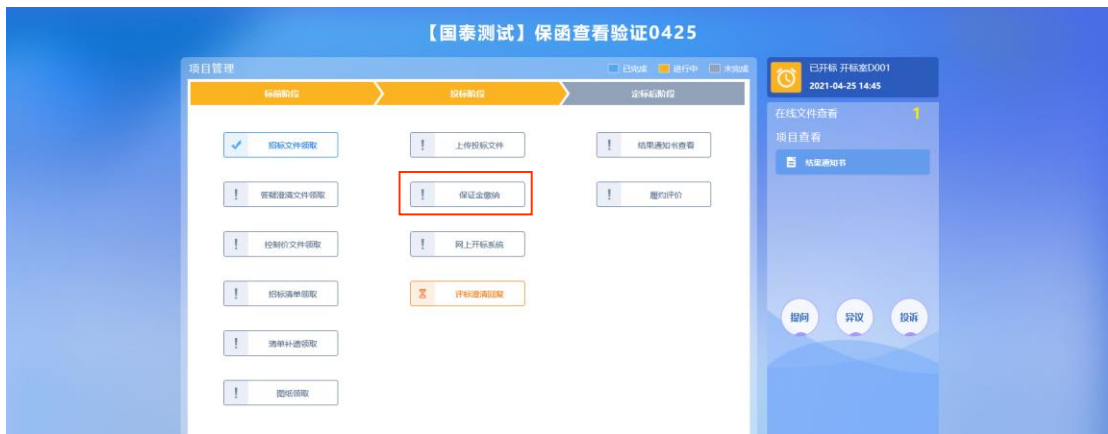 【国泰测试】保函查看验证0425
项目管理
已完成 进行中 未完成
标前阶段 投标阶段 定标后阶段
招标文件领取 上传投标文件 结果通知书查看
答疑澄清文件领取 保证金缴纳 履约评价
控制价文件领取 网上开标系统
招标清单领取 评标澄清回复
清单补遗领取
图纸领取
已开标 开标室D001
2021-04-25 14:45
在线文件查看 1
项目查看
结果通知书
提问 异议 投诉